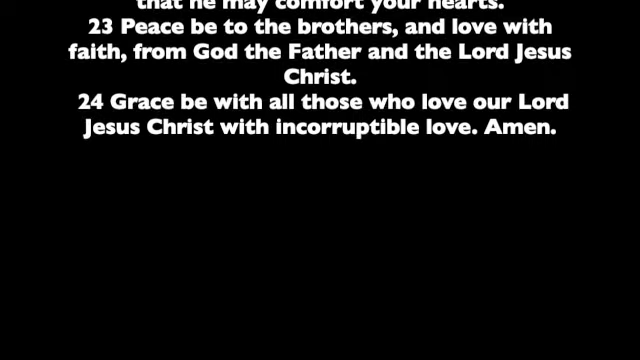 that he may comfort your hearts.
23 Peace be to the brothers, and love with
faith, from God the Father and the Lord Jesus
Christ.
24 Grace be with all those who love our Lord
Jesus Christ with incorruptible love. Amen.